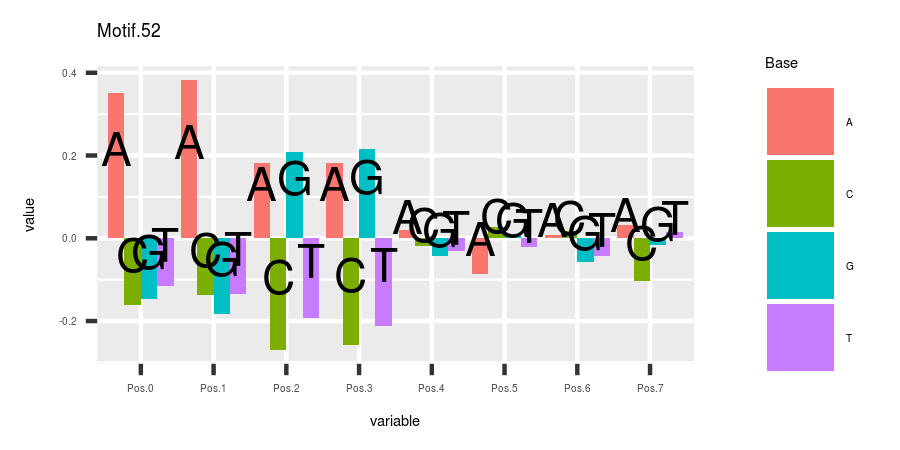 Motif.52
0.4
0.2
0.0
-0.2
value
A C G T A C G T A C G T A C G T A C G T A C G T A C G T A C G T
Pos.0 Pos.1 Pos.2 Pos.3 Pos.4 Pos.5 Pos.6 Pos.7
variable
Base
A
C
G
T